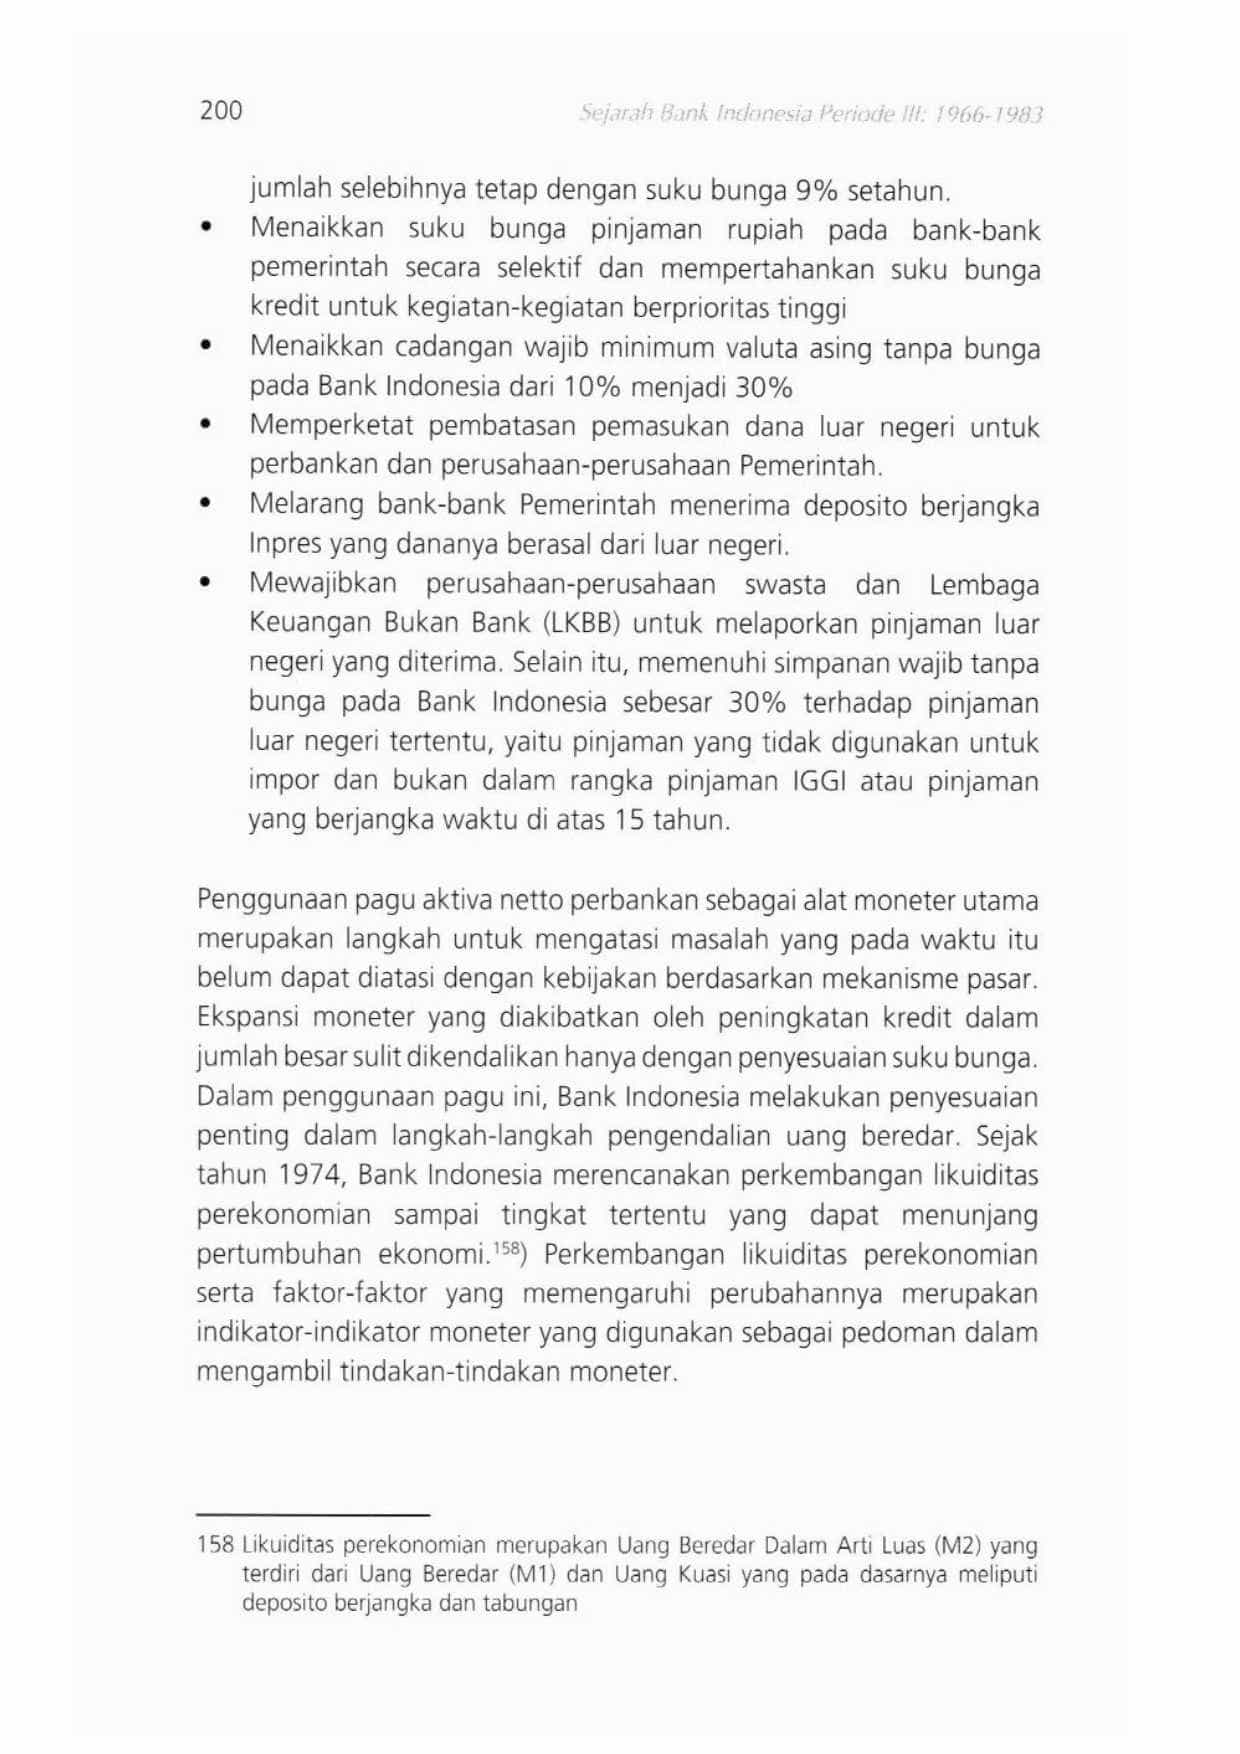 200 Sejarah Bank Indonesia Periode III: 1966-1983
jumlah selebihnya tetap dengan suku bunga 9% setahun.
• Menaikkan suku bunga pinjaman rupiah pada bank-bank
pemerintah secara selektif dan mempertahankan suku bunga
kredit untuk kegiatan-kegiatan berprioritas tinggi
• Menaikkan cadangan wajib minimum valuta asing tanpa bunga
pada Bank Indonesia dari 10% menjadi 30%
• Memperketat pembatasan pemasukan dana luar negeri untuk
perbankan dan perusahaan-perusahaan Pemerintah.
• Melarang bank-bank Pemerintah menerima deposito berjangka
Inpres yang dananya berasal dari luar negeri.
• Mewajibkan perusahaan-perusahaan swasta dan Lembaga
Keuangan Bukan Bank (LKBB) untuk melaporkan pinjaman luar
negeri yang diterima. Selain itu, memenuhi simpanan wajib tanpa
bunga pada Bank Indonesia sebesar 30% terhadap pinjaman
luar negeri tertentu, yaitu pinjaman yang tidak digunakan untuk
impor dan bukan dalam rangka pinjaman IGGI atau pinjaman
yang berjangka waktu di atas 15 tahun.
Penggunaan pagu aktiva netto perbankan sebagai alat moneter utama
merupakan langkah untuk mengatasi masalah yang pada waktu itu
belum dapat diatasi dengan kebijakan berdasarkan mekanisme pasar.
Ekspansi moneter yang diakibatkan oleh peningkatan kredit dalam
jumlah besar sulit dikendalikan hanya dengan penyesuaian suku bunga.
Dalam penggunaan pagu ini, Bank Indonesia melakukan penyesuaian
penting dalam langkah-langkah pengendalian uang beredar. Sejak
tahun 1974, Bank Indonesia merencanakan perkembangan likuiditas
perekonomian sampai tingkat tertentu yang dapat menunjang
pertumbuhan ekonomi.¹⁵⁸) Perkembangan likuiditas perekonomian
serta faktor-faktor yang memengaruhi perubahannya merupakan
indikator-indikator moneter yang digunakan sebagai pedoman dalam
mengambil tindakan-tindakan moneter.
158 Likuiditas perekonomian merupakan Uang Beredar Dalam Arti Luas (M2) yang
terdiri dari Uang Beredar (M1) dan Uang Kuasi yang pada dasarnya meliputi
deposito berjangka dan tabungan